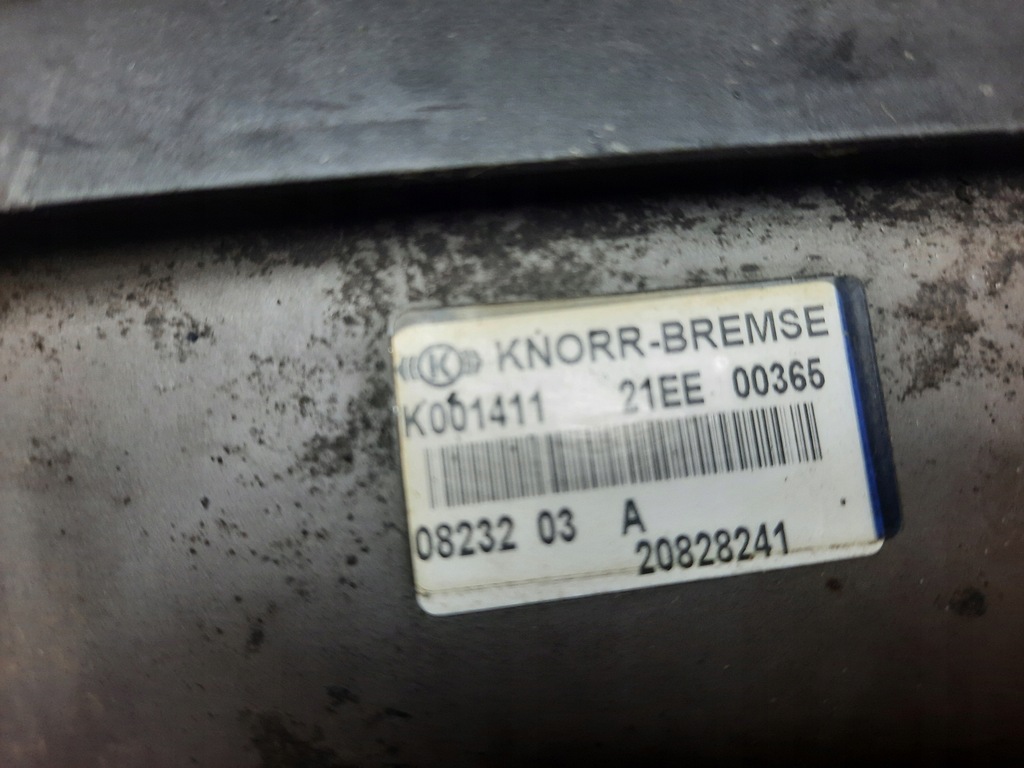 K KNORR-BREMSE
K001411 21EE 00365
08232 03 A
20828241